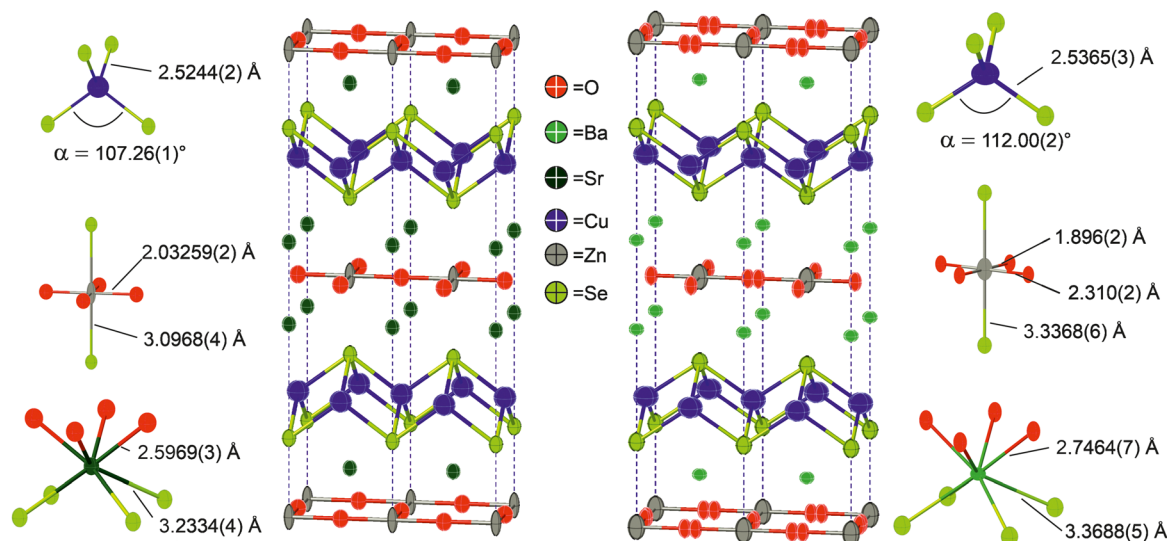 2.5244(2) Å
α = 107.26(1)°
2.03259(2) Å
3.0968(4) Å
2.5969(3) Å
3.2334(4) Å
=O
=Ba
=Sr
=Cu
=Zn
=Se
2.5365(3) Å
α = 112.00(2)°
1.896(2) Å
2.310(2) Å
3.3368(6) Å
2.7464(7) Å
3.3688(5) Å